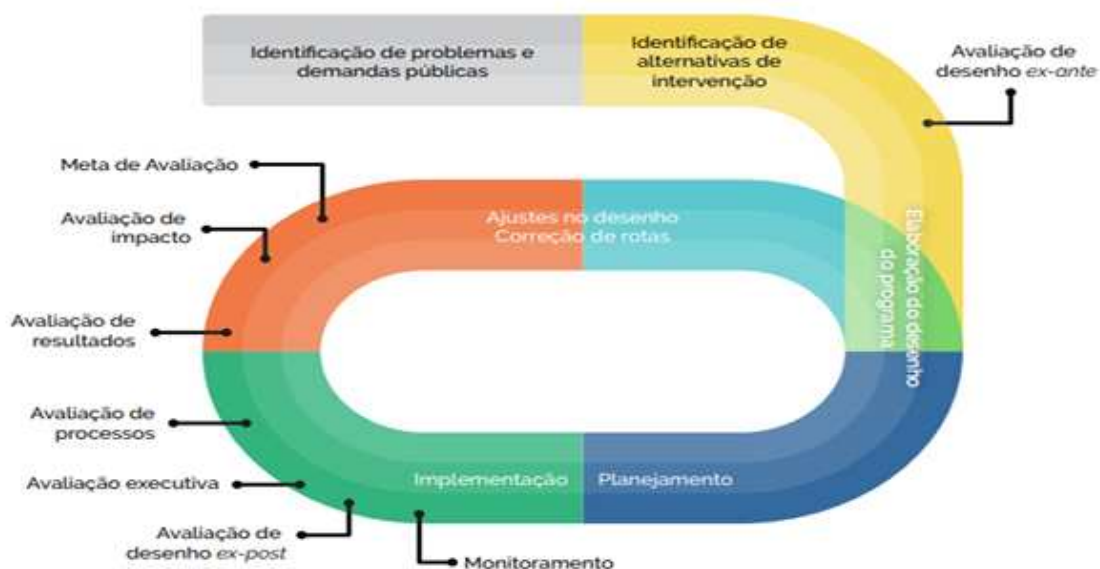 Identificação de problemas e
demandas públicas
Identificação de
alternativas de
intervenção
Avaliação de
desenho ex-ante
Meta de Avaliação
Avaliação de
impacto
Avaliação de
resultados
Avaliação de
processos
Avaliação executiva
Avaliação de
desenho ex-post
Monitoramento
Ajustes no desenho
Correção de rotas
Elaboração do desenho
do programa
Implementação
Planejamento